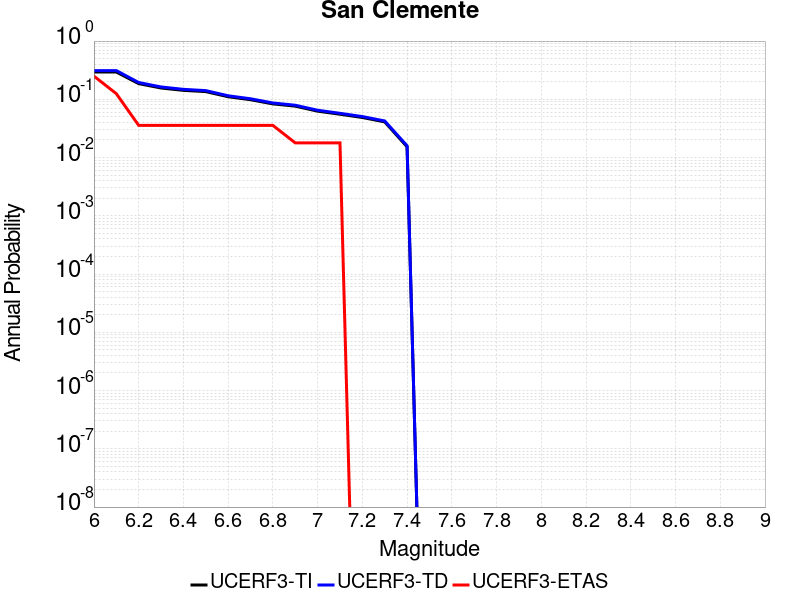 San Clemente
10^0
10^-1
10^-2
10^-3
10^-4
10^-5
10^-6
10^-7
10^-8
Annual Probability
6 6.2 6.4 6.6 6.8 7 7.2 7.4 7.6 7.8 8 8.2 8.4 8.6 8.8 9
Magnitude
UCERF3-TI UCERF3-TD UCERF3-ETAS